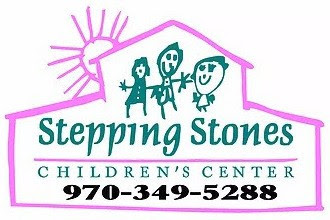 Stepping Stones
CHILDREN'S CENTER
970-349-5288